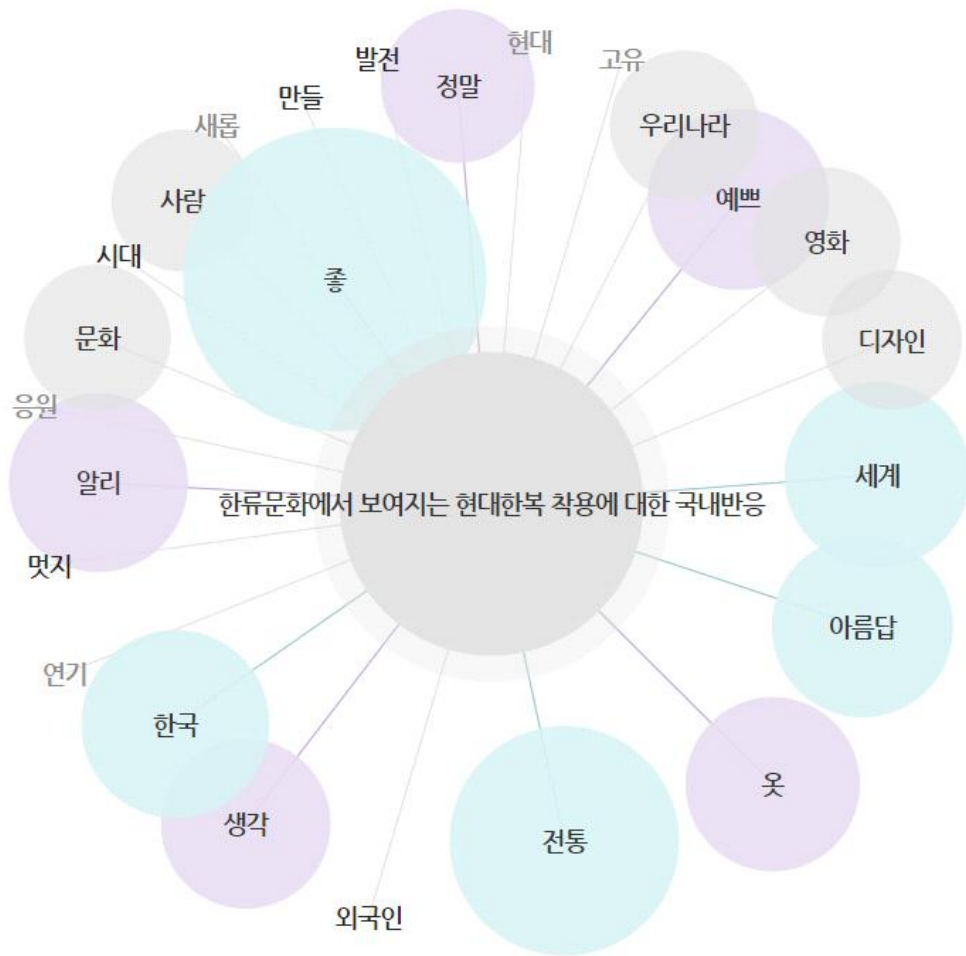 현대
발전
고유
정말
만들
우리나라
새롭
예쁘
사람
영화
시대
좋
문화
디자인
응원
세계
알리
한류문화에서 보여지는 현대한복 착용에 대한 국내반응
멋지
아름답
연기
한국
옷
생각
전통
외국인